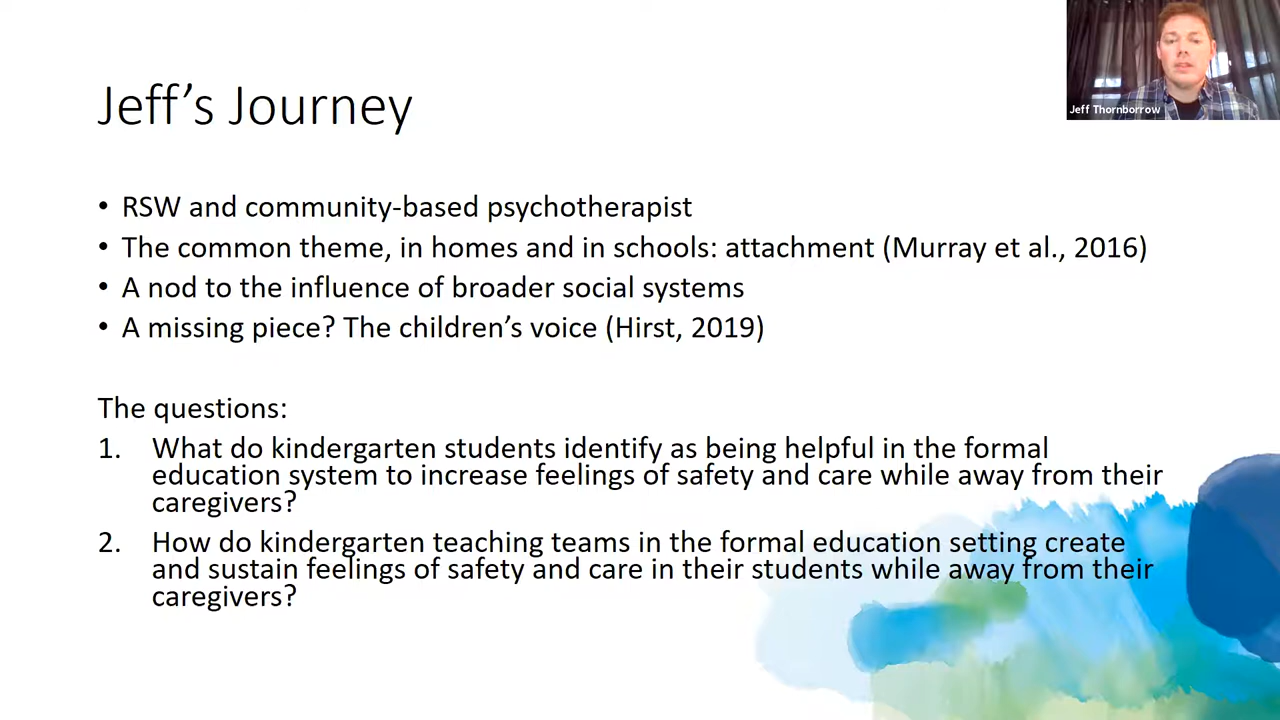 Jeff Thornborrow
Jeff’s Journey
• RSW and community-based psychotherapist
• The common theme, in homes and in schools: attachment (Murray et al., 2016)
• A nod to the influence of broader social systems
• A missing piece? The children’s voice (Hirst, 2019)
The questions:
1. What do kindergarten students identify as being helpful in the formal
education system to increase feelings of safety and care while away from their
caregivers?
2. How do kindergarten teaching teams in the formal education setting create
and sustain feelings of safety and care in their students while away from their
caregivers?